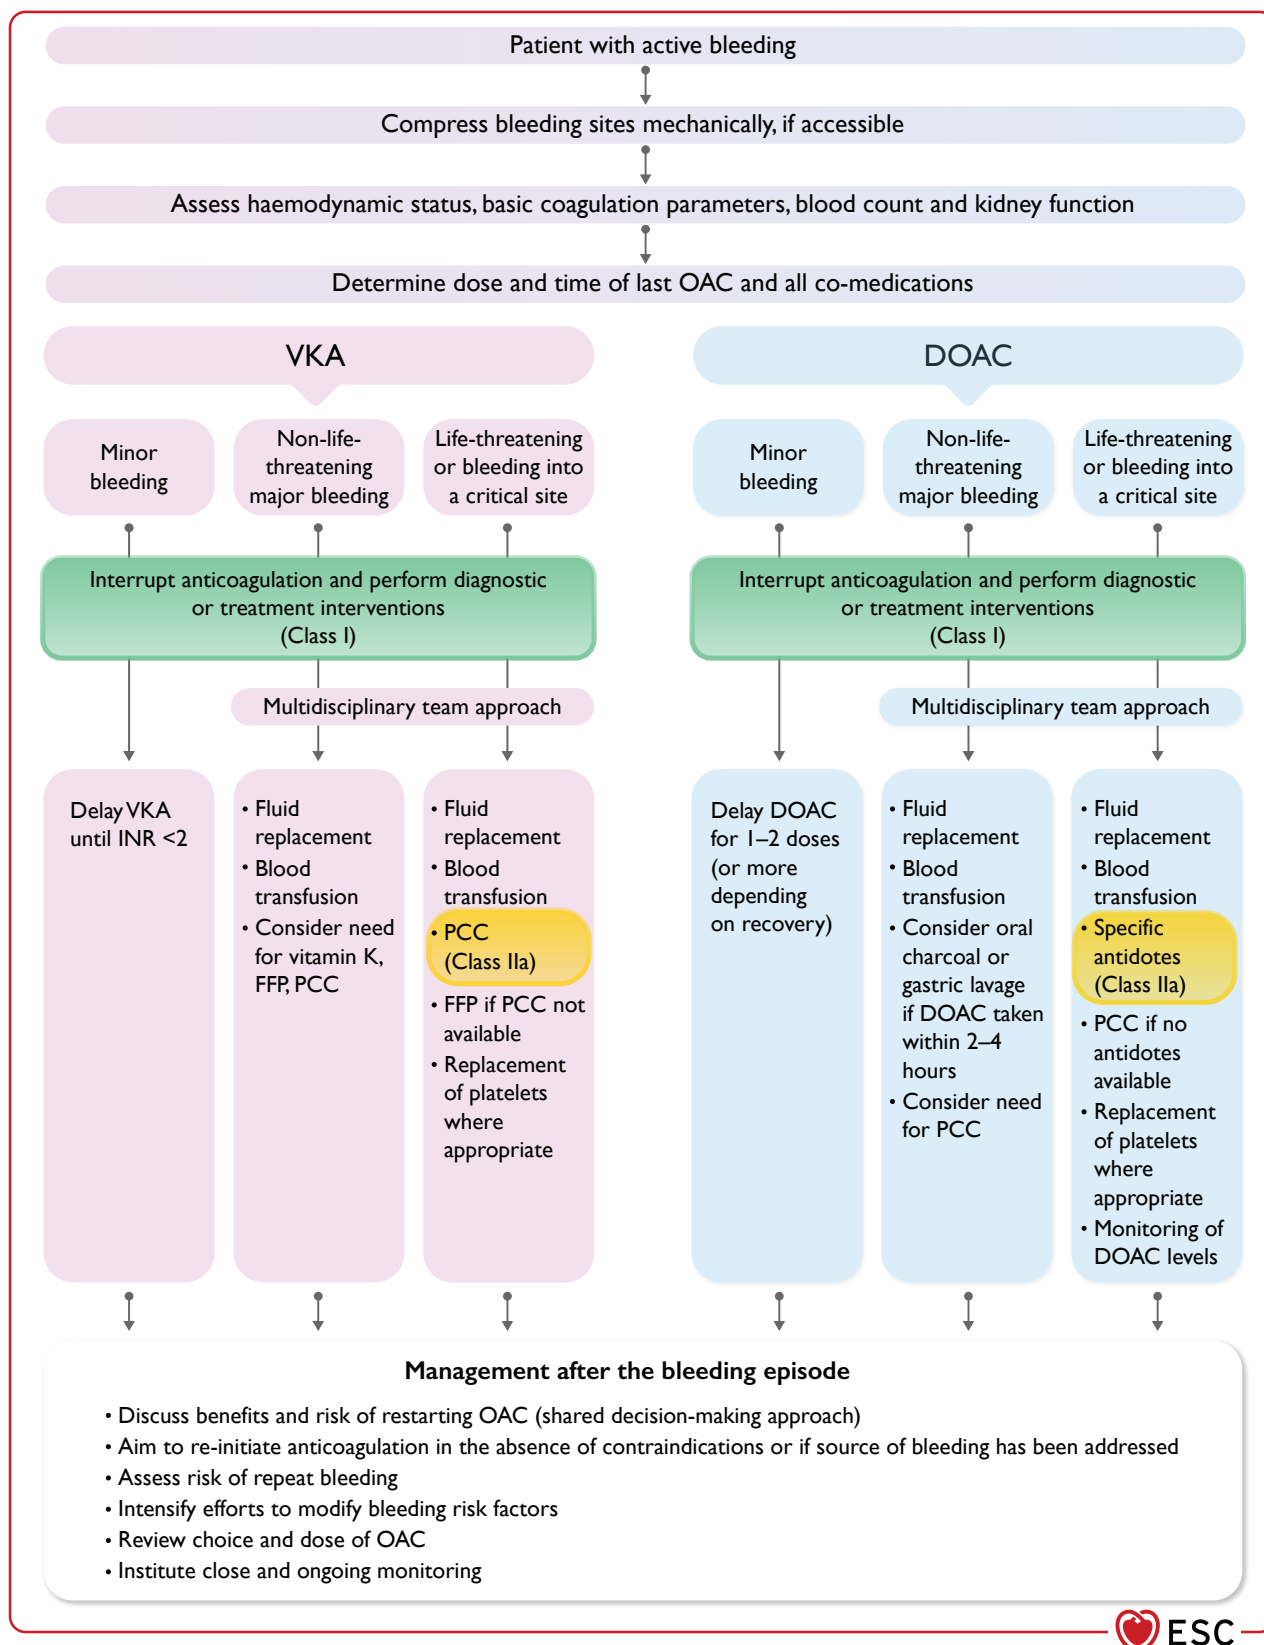 Patient with active bleeding
Compress bleeding sites mechanically, if accessible
Assess haemodynamic status, basic coagulation parameters, blood count and kidney function
Determine dose and time of last OAC and all co-medications
VKA
Minor
bleeding
Non-life-
threatening
major bleeding
Life-threatening
or bleeding into
a critical site
Interrupt anticoagulation and perform diagnostic
or treatment interventions
(Class I)
Multidisciplinary team approach
Delay VKA
until INR <2
• Fluid
replacement
• Blood
transfusion
• Consider need
for vitamin K,
FFP, PCC
• Fluid
replacement
• Blood
transfusion
• PCC
(Class IIa)
• FFP if PCC not
available
• Replacement
of platelets
where
appropriate
DOAC
Minor
bleeding
Non-life-
threatening
major bleeding
Life-threatening
or bleeding into
a critical site
Interrupt anticoagulation and perform diagnostic
or treatment interventions
(Class I)
Multidisciplinary team approach
Delay DOAC
for 1–2 doses
(or more
depending
on recovery)
• Fluid
replacement
• Blood
transfusion
• Consider oral
charcoal or
gastric lavage
if DOAC taken
within 2–4
hours
• Consider need
for PCC
• Fluid
replacement
• Blood
transfusion
• Specific
antidotes
(Class IIa)
• PCC if no
antidotes
available
• Replacement
of platelets
where
appropriate
• Monitoring of
DOAC levels
Management after the bleeding episode
• Discuss benefits and risk of restarting OAC (shared decision-making approach)
• Aim to re-initiate anticoagulation in the absence of contraindications or if source of bleeding has been addressed
• Assess risk of repeat bleeding
• Intensify efforts to modify bleeding risk factors
• Review choice and dose of OAC
• Institute close and ongoing monitoring
ESC